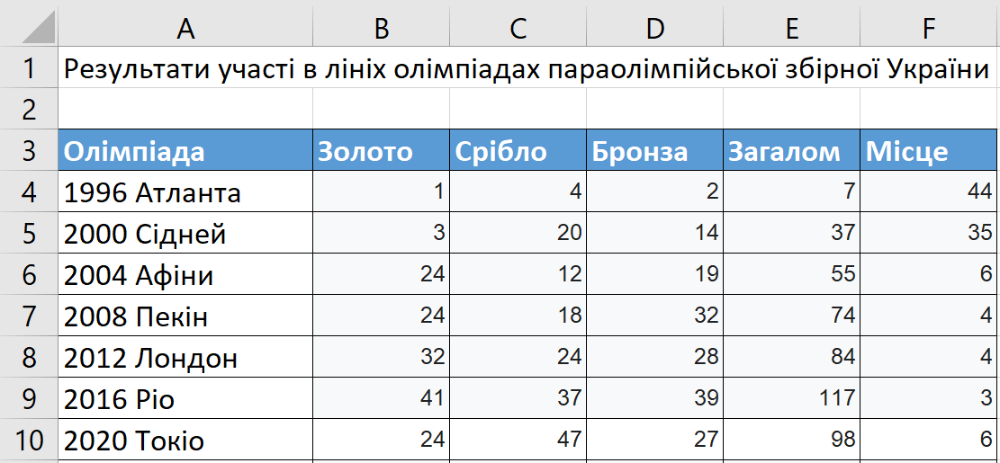 A B C D E F
1 Результати участі в лініх олімпіадах параолімпійської збірної України
2
3 Олімпіада Золото Срібло Бронза Загалом Місце
4 1996 Атланта 1 4 2 7 44
5 2000 Сідней 3 20 14 37 35
6 2004 Афіни 24 12 19 55 6
7 2008 Пекін 24 18 32 74 4
8 2012 Лондон 32 24 28 84 4
9 2016 Ріо 41 37 39 117 3
10 2020 Токіо 24 47 27 98 6